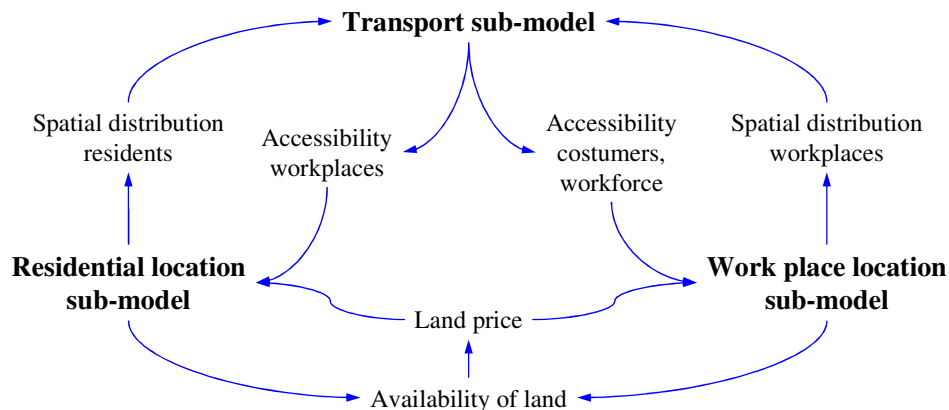 Transport sub-model
Spatial distribution
residents
Accessibility
workplaces
Accessibility
costumers,
workforce
Spatial distribution
workplaces
Residential location
sub-model
Work place location
sub-model
Land price
Availability of land